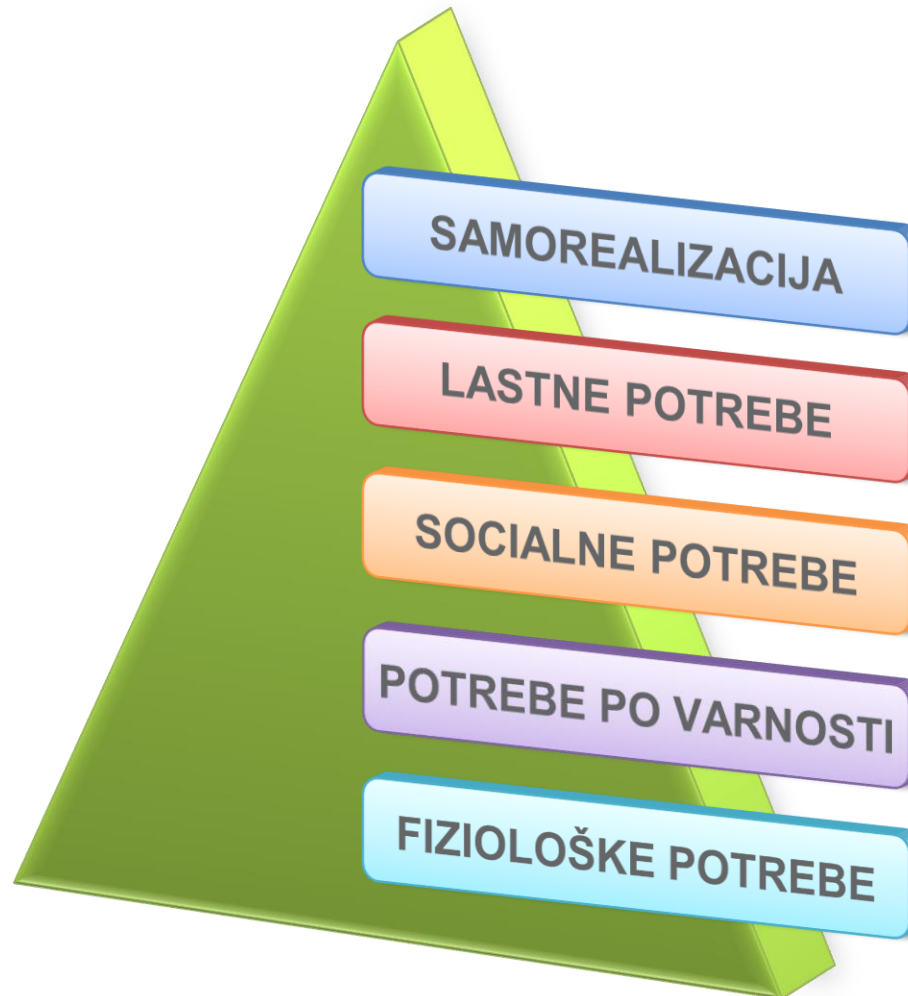 SAMOREALIZACIJA
LASTNE POTREBE
SOCIALNE POTREBE
POTREBE PO VARNOSTI
FIZIOLOŠKE POTREBE